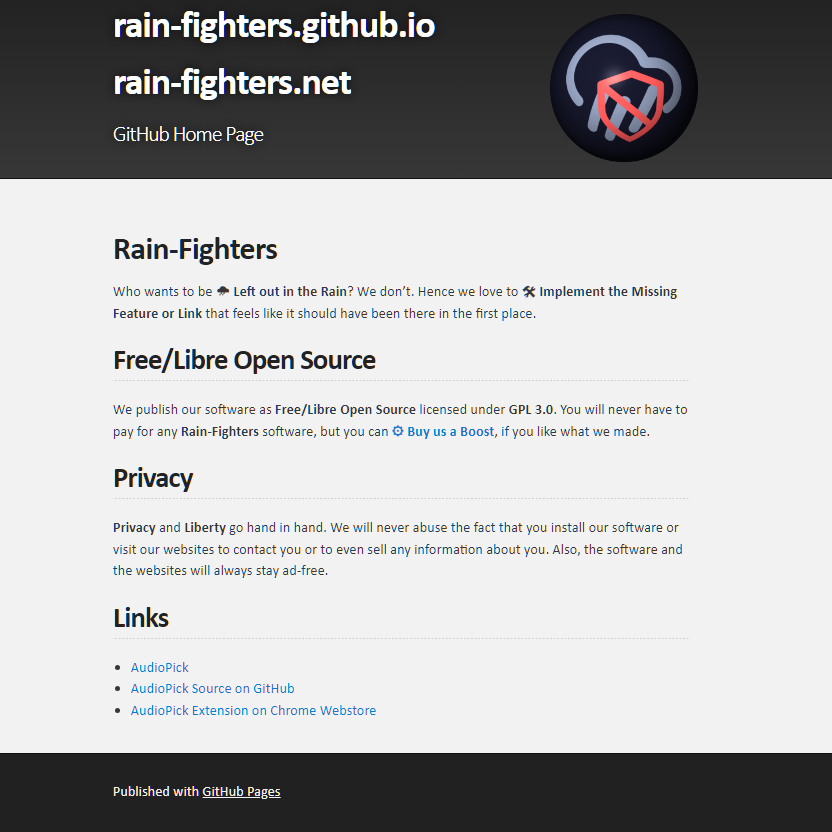 rain-fighters.github.io
rain-fighters.net
GitHub Home Page
Rain-Fighters
Who wants to be 🌧 Left out in the Rain? We don’t. Hence we love to 🛠 Implement the Missing
Feature or Link that feels like it should have been there in the first place.
Free/Libre Open Source
We publish our software as Free/Libre Open Source licensed under GPL 3.0. You will never have to
pay for any Rain-Fighters software, but you can ⚙ Buy us a Boost, if you like what we made.
Privacy
Privacy and Liberty go hand in hand. We will never abuse the fact that you install our software or
visit our websites to contact you or to even sell any information about you. Also, the software and
the websites will always stay ad-free.
Links
• AudioPick
• AudioPick Source on GitHub
• AudioPick Extension on Chrome Webstore
Published with GitHub Pages